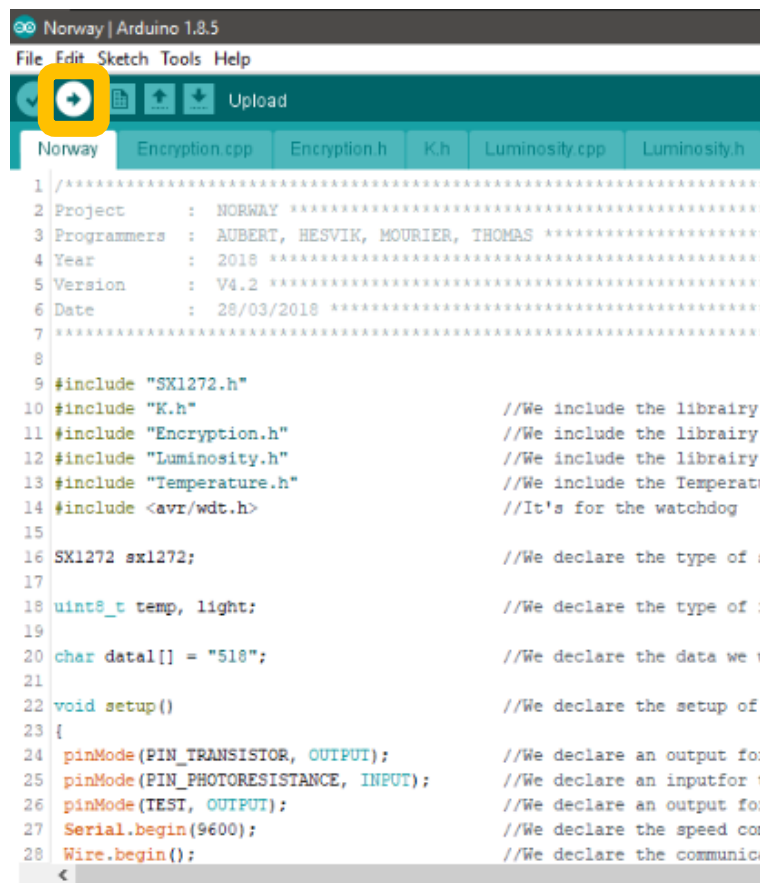 Norway | Arduino 1.8.5
File Edit Sketch Tools Help
Upload
Norway Encryption.cpp Encryption.h K.h Luminosity.cpp Luminosity.h
1 /********************************************************************
2 Project : NORWAY **********************************************
3 Programmers : AUBERT, HESVIK, MOURIER, THOMAS *********************
4 Year : 2018 ************************************************
5 Version : V4.2 ************************************************
6 Date : 28/03/2018 ******************************************
7 *********************************************************************
8
9 #include "SX1272.h"
10 #include "K.h" //We include the librairy
11 #include "Encryption.h" //We include the librairy
12 #include "Luminosity.h" //We include the librairy
13 #include "Temperature.h" //We include the Temperatu
14 #include <avr/wdt.h> //It's for the watchdog
15
16 SX1272 sx1272; //We declare the type of
17
18 uint8_t temp, light; //We declare the type of
19
20 char data1[] = "518"; //We declare the data we
21
22 void setup() //We declare the setup of
23 {
24 pinMode(PIN_TRANSISTOR, OUTPUT); //We declare an output for
25 pinMode(PIN_PHOTORESISTANCE, INPUT); //We declare an inputfor
26 pinMode(TEST, OUTPUT); //We declare an output for
27 Serial.begin(9600); //We declare the speed com
28 Wire.begin(); //We declare the communica